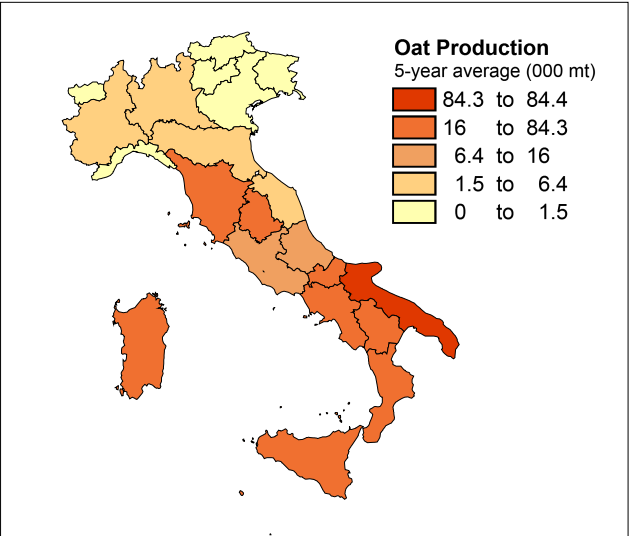 Oat Production
5-year average (000 mt)
84.3 to 84.4
16 to 84.3
6.4 to 16
1.5 to 6.4
0 to 1.5